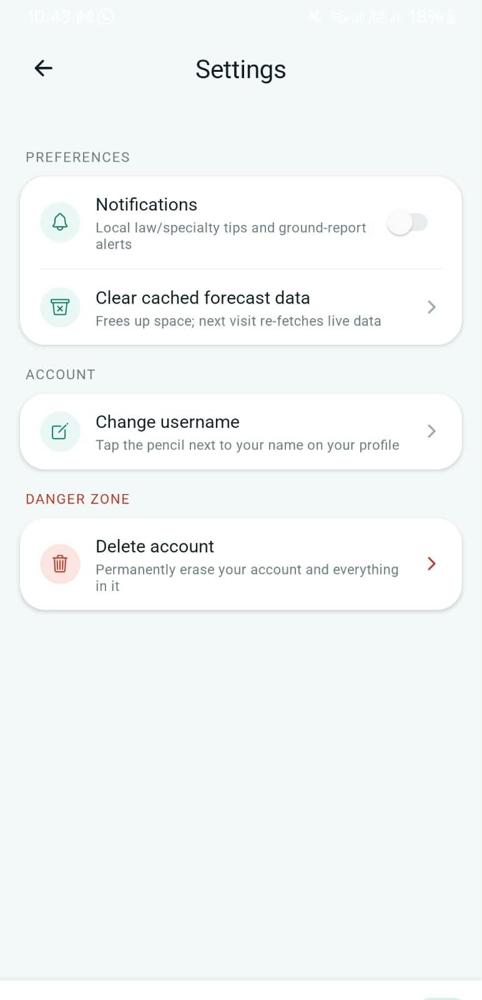 10:43
18%
Settings
PREFERENCES
Notifications
Local law/specialty tips and ground-report
alerts
Clear cached forecast data
Frees up space; next visit re-fetches live data
ACCOUNT
Change username
Tap the pencil next to your name on your profile
DANGER ZONE
Delete account
Permanently erase your account and everything
in it